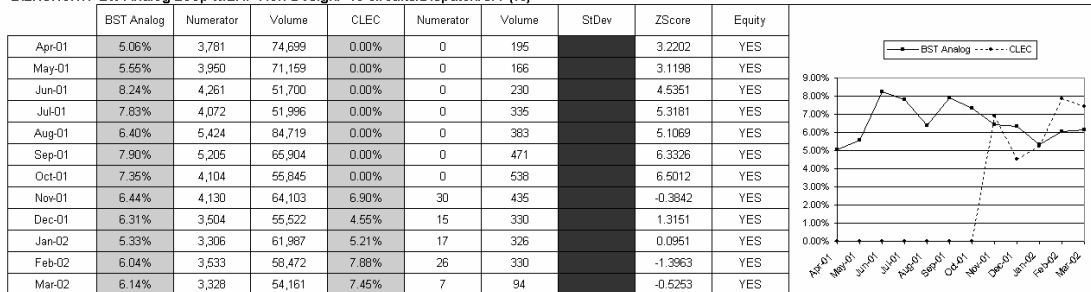 BST Analog Numerator Volume CLEC Numerator Volume StDev ZScore Equity
Apr-01 5.06% 3,781 74,699 0.00% 0 195 3.2202 YES
May-01 5.55% 3,950 71,159 0.00% 0 166 3.1198 YES
Jun-01 8.24% 4,261 51,700 0.00% 0 230 4.5351 YES
Jul-01 7.83% 4,072 51,996 0.00% 0 335 5.3181 YES
Aug-01 6.40% 5,424 84,719 0.00% 0 383 5.1069 YES
Sep-01 7.90% 5,205 65,904 0.00% 0 471 6.3326 YES
Oct-01 7.35% 4,104 55,845 0.00% 0 538 6.5012 YES
Nov-01 6.44% 4,130 64,103 6.90% 30 435 -0.3842 YES
Dec-01 6.31% 3,504 55,522 4.55% 15 330 1.3151 YES
Jan-02 5.33% 3,306 61,987 5.21% 17 326 0.0951 YES
Feb-02 6.04% 3,533 58,472 7.88% 26 330 -1.3963 YES
Mar-02 6.14% 3,328 54,161 7.45% 7 94 -0.5253 YES
BST Analog CLEC
9.00%
8.00%
7.00%
6.00%
5.00%
4.00%
3.00%
2.00%
1.00%
0.00%
Apr-01 May-01 Jun-01 Jul-01 Aug-01 Sep-01 Oct-01 Nov-01 Dec-01 Jan-02 Feb-02 Mar-02